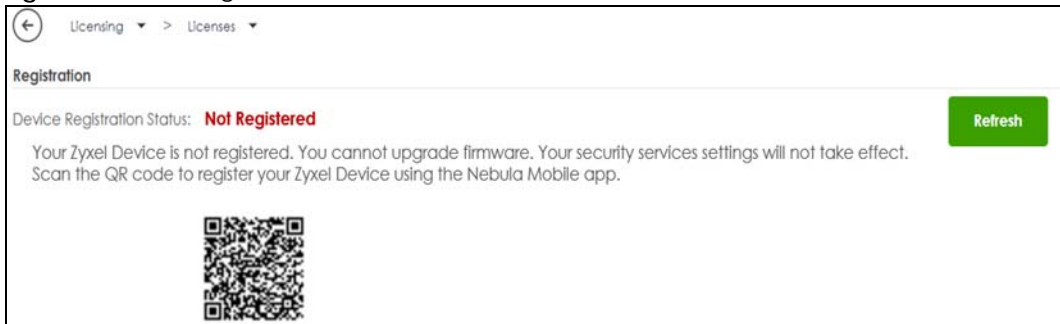 Licensing > Licenses
Registration
Device Registration Status: Not Registered
Refresh
Your Zyxel Device is not registered. You cannot upgrade firmware. Your security services settings will not take effect.
Scan the QR code to register your Zyxel Device using the Nebula Mobile app.